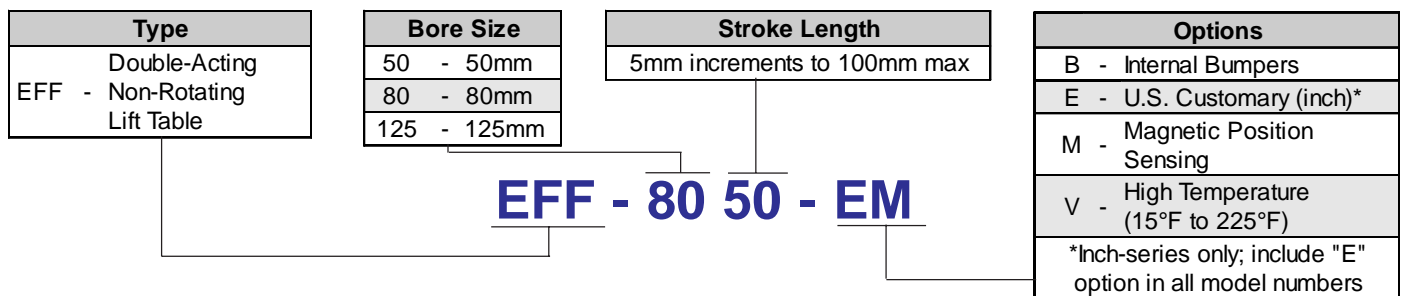 Type
EFF - Double-Acting
Non-Rotating
Lift Table
Bore Size
50 - 50mm
80 - 80mm
125 - 125mm
Stroke Length
5mm increments to 100mm max
Options
B - Internal Bumpers
E - U.S. Customary (inch)*
M - Magnetic Position
Sensing
V - High Temperature
(15°F to 225°F)
*Inch-series only; include "E"
option in all model numbers
EFF - 80 50 - EM